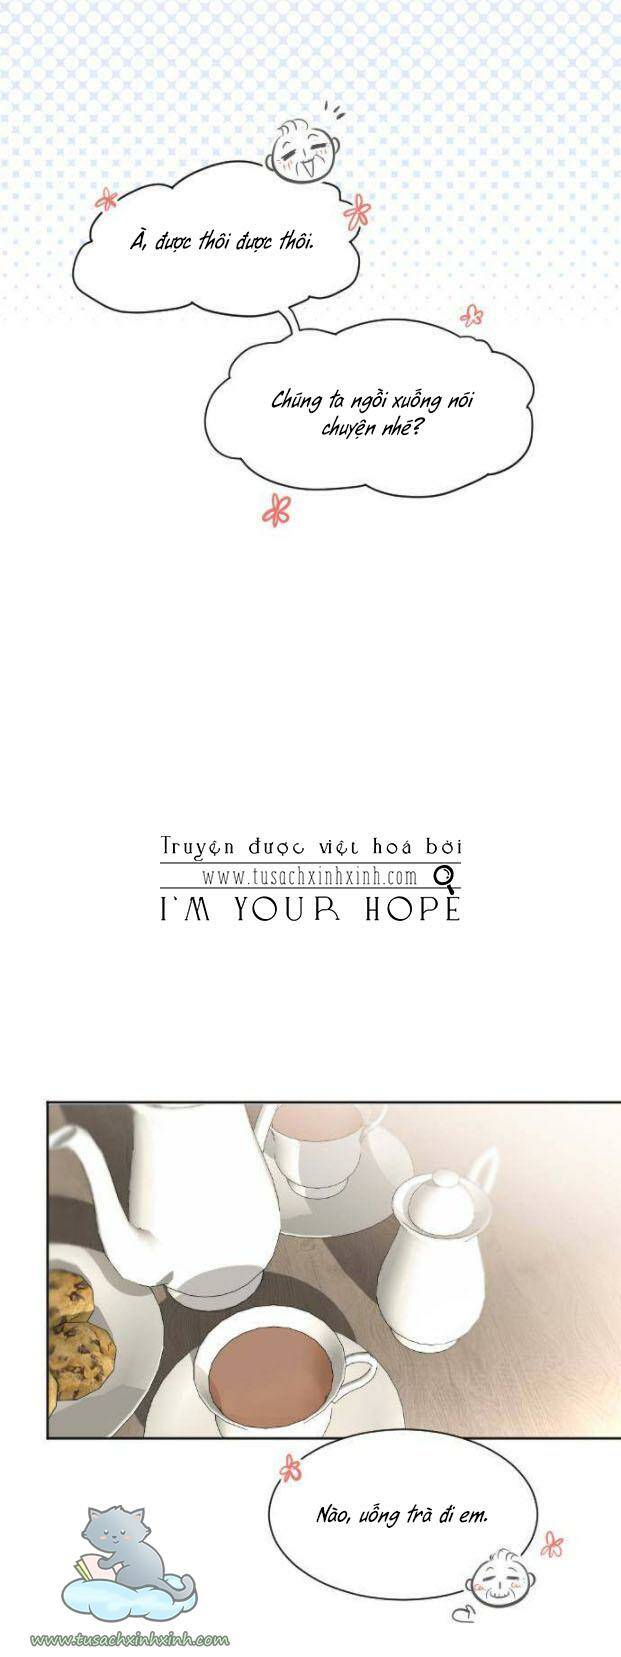 À, được thôi được thôi.
Chúng ta ngồi xuống nói
chuyện nhé?
Truyện được việt hoá bởi
www.tusachxinhxinh.com
I'M YOUR HOPE
Nào, uống trà đi em.
www.tusachxinhxinh.com